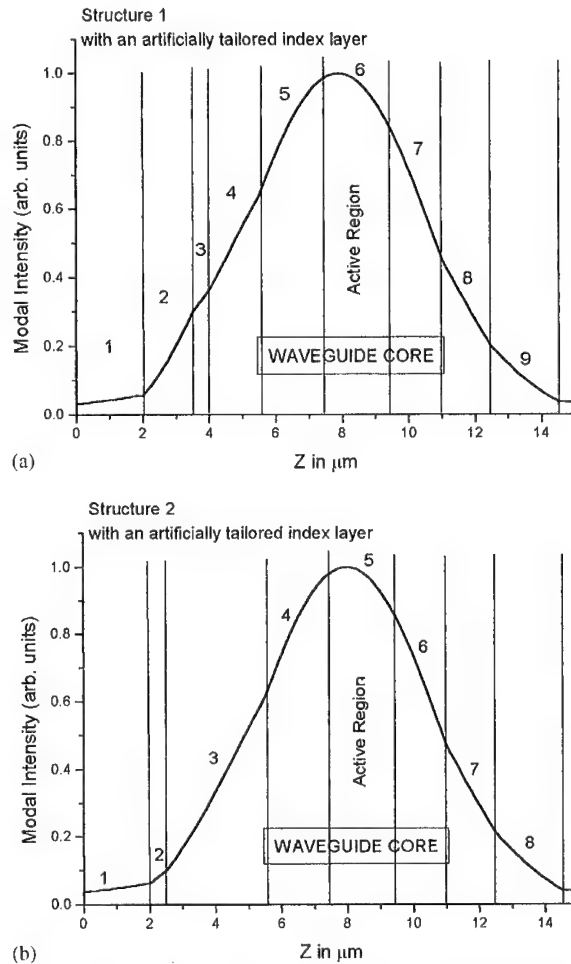 Structure 1
with an artificially tailored index layer
Modal Intensity (arb. units)
1.0
0.8
0.6
0.4
0.2
0.0
1
2
3
4
5
6
7
8
9
Active Region
WAVEGUIDE CORE
0 2 4 6 8 10 12 14
Z in μm
(a)
Structure 2
with an artificially tailored index layer
Modal Intensity (arb. units)
1.0
0.8
0.6
0.4
0.2
0.0
1
2
3
4
5
6
7
8
Active Region
WAVEGUIDE CORE
0 2 4 6 8 10 12 14
Z in μm
(b)